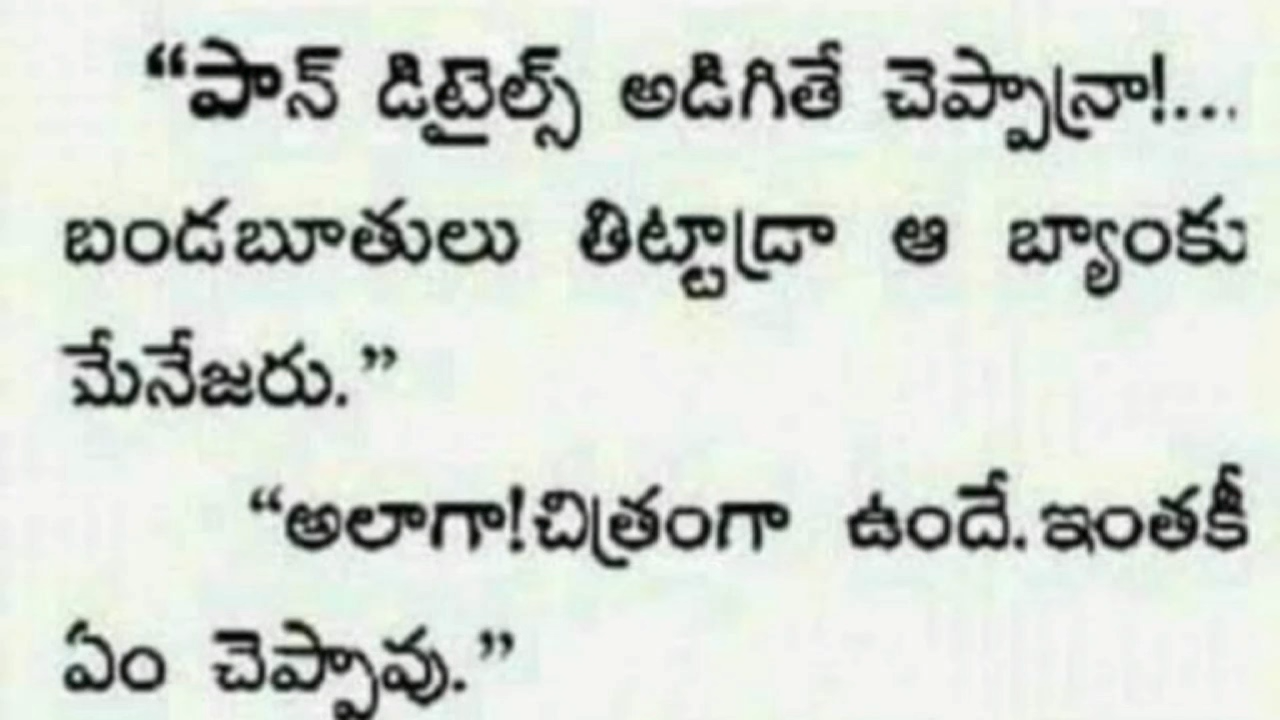 “పాన్ డిటైల్స్ అడిగితే చెప్పాన్రా!...
బండబూతులు తిట్టాడ్రా ఆ బ్యాంకు
మేనేజరు.”
“అలాగా!చిత్రంగా ఉందే.ఇంతకీ
ఏం చెప్పావు.”